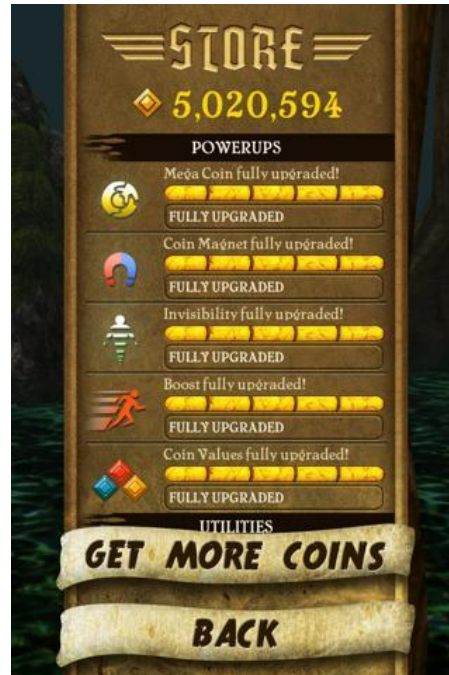 STORE
5,020,594
POWERUPS
Mega Coin fully upgraded!
FULLY UPGRADED
Coin Magnet fully upgraded!
FULLY UPGRADED
Invisibility fully upgraded!
FULLY UPGRADED
Boost fully upgraded!
FULLY UPGRADED
Coin Values fully upgraded!
FULLY UPGRADED
UTILITIES
GET MORE COINS
BACK